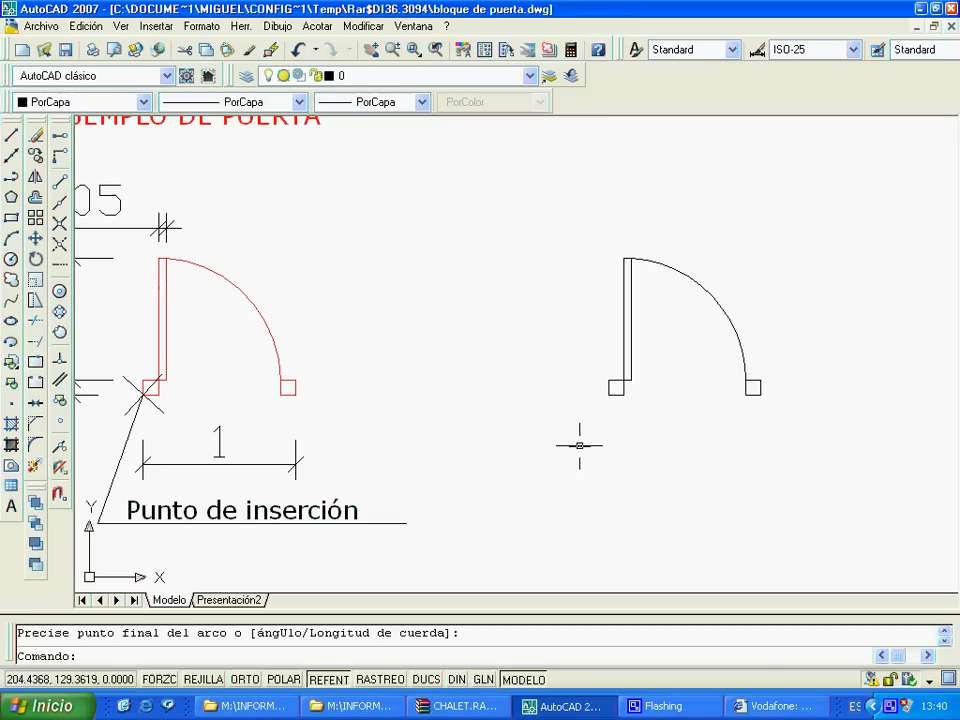 AutoCAD 2007 - [C:\DOCUME~1\MIGUEL\CONFIG~1\Temp\Rar$DI36.3094\bloque de puerta.dwg]
Archivo Edición Ver Insertar Formato Herr. Dibujo Acotar Modificar Ventana ?
Standard ISO-25 Standard
AutoCAD clásico 0
PorCapa PorCapa PorCapa PorColor
JEMPLO DE PUERTA
05
1
Punto de inserción
Y
X
Modelo Presentación2
Precise punto final del arco o [ángUlo/Longitud de cuerda]:
Comando:
204.4368, 129.3619, 0.0000 FORZC REJILLA ORTO POLAR REFENT RASTREO DUCS DIN GLN MODELO
Inicio M:\INFORM... M:\INFORM... CHALET.RA... AutoCAD 2... Flashing Vodafone: ... ES 13:40